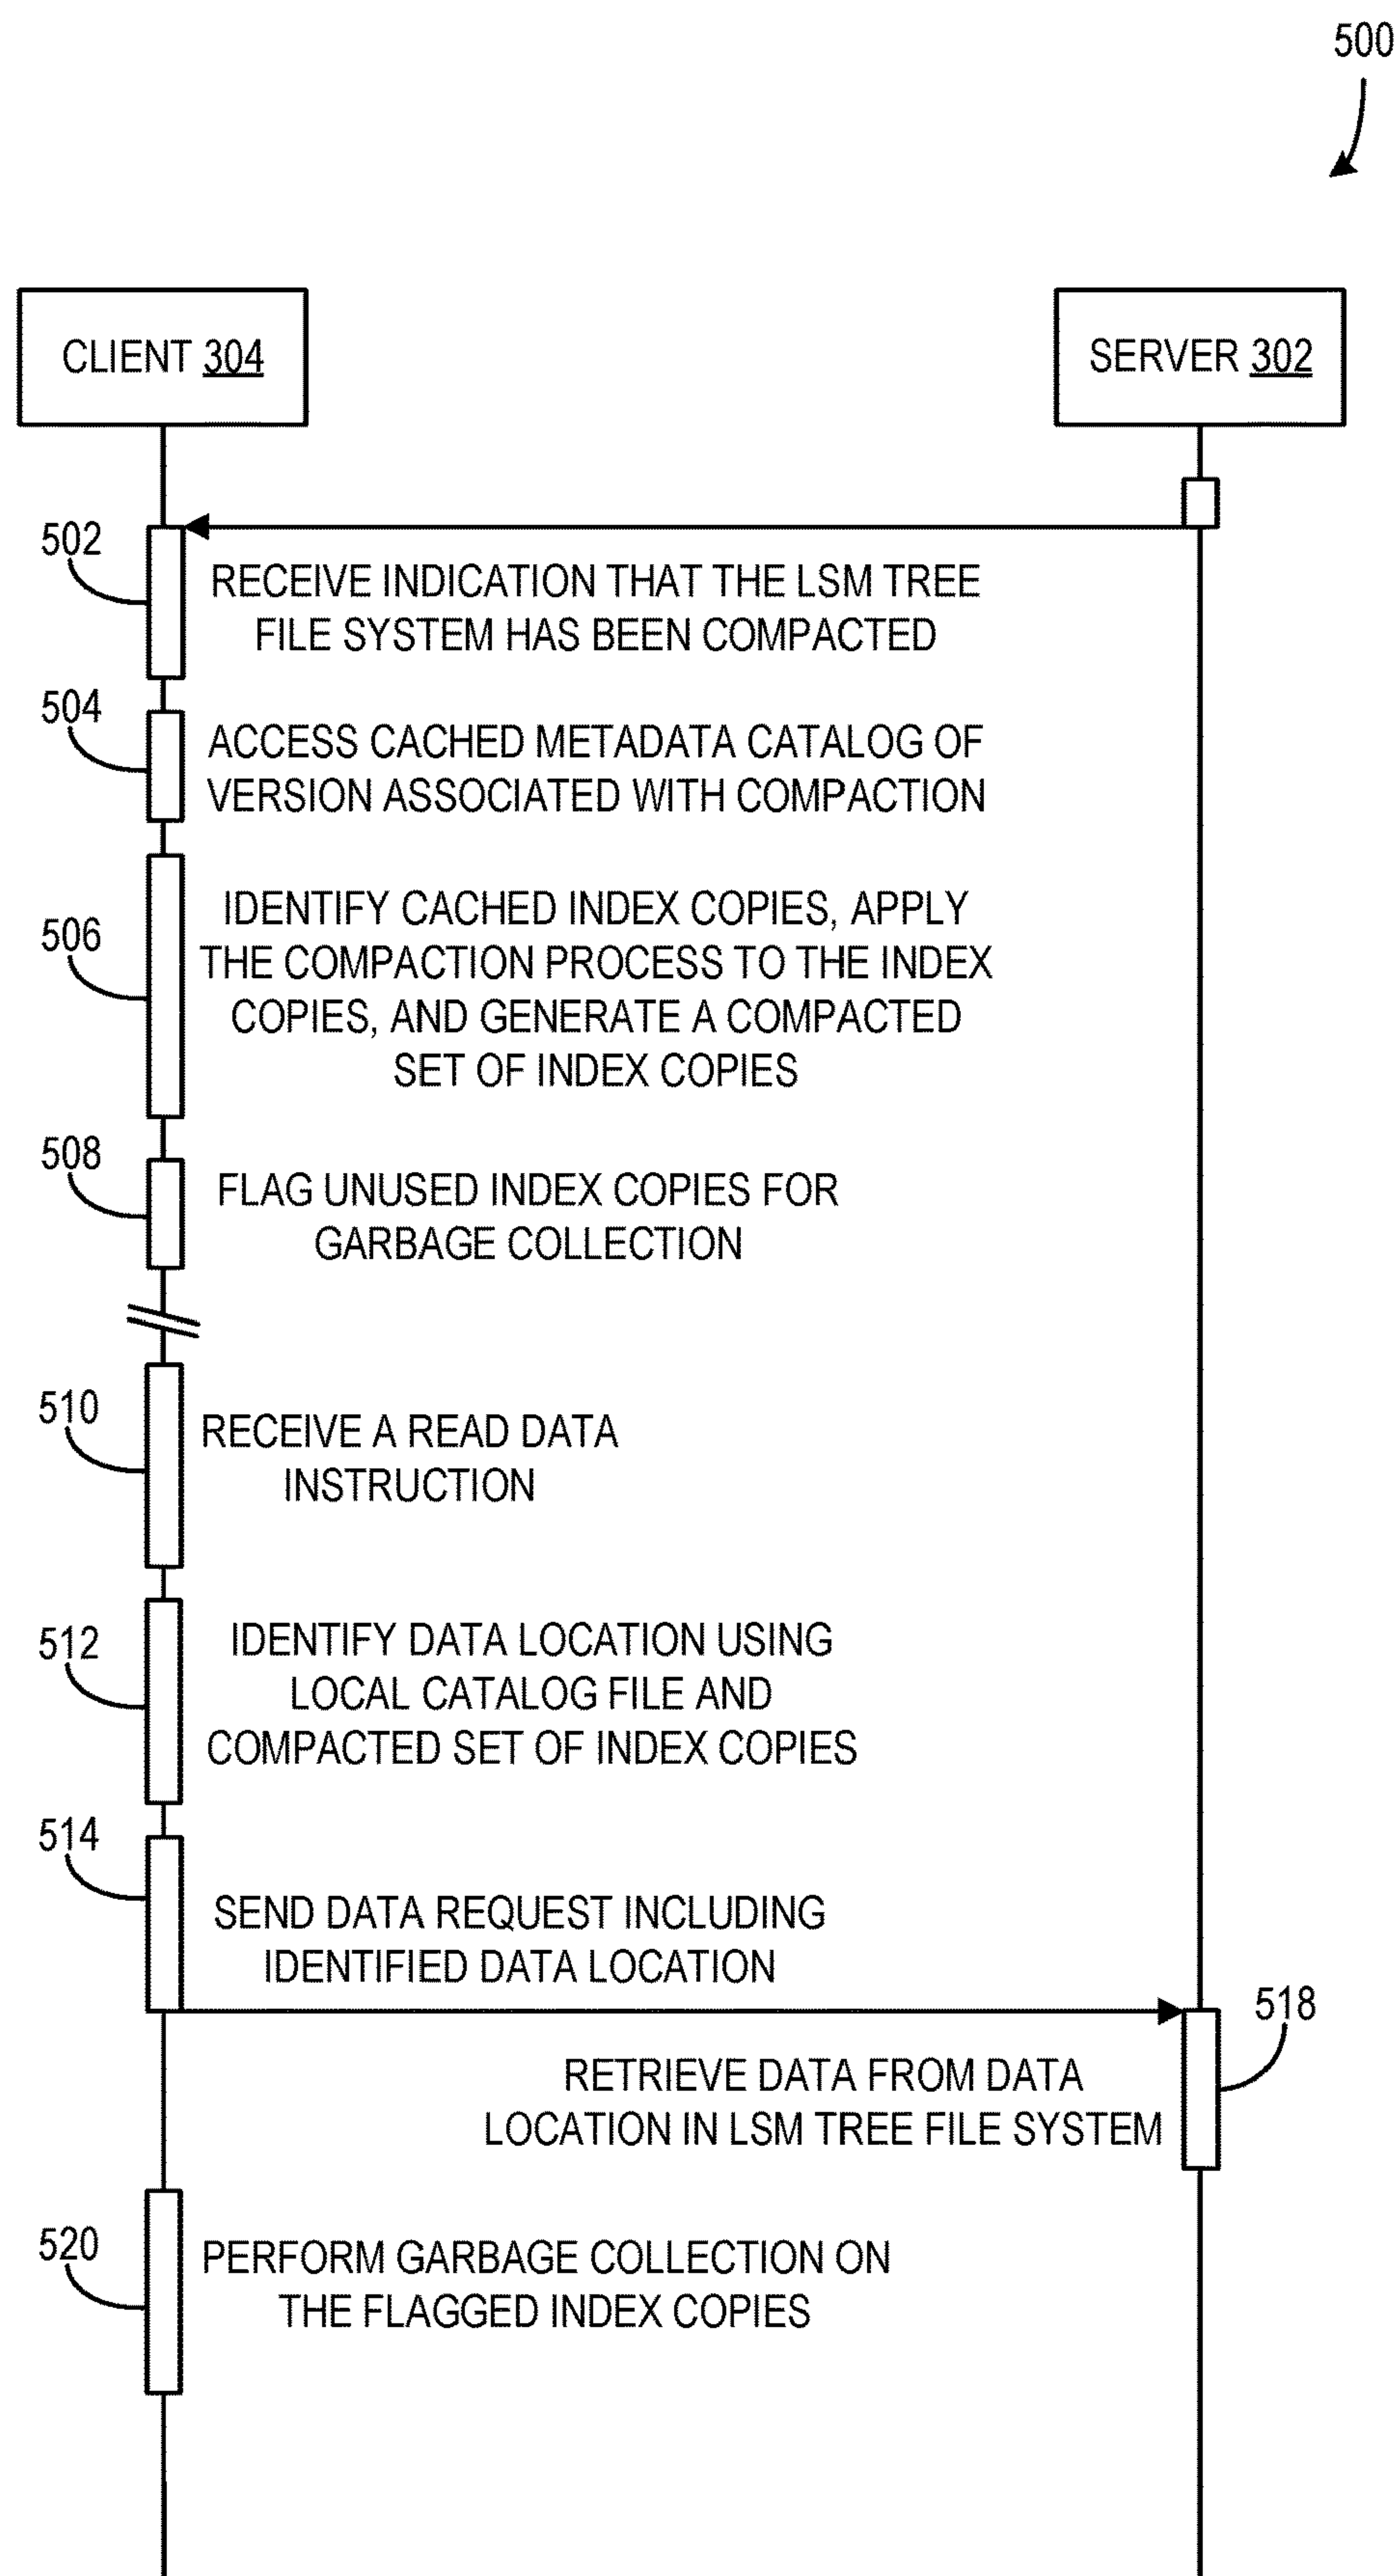 500
CLIENT 304
SERVER 302
502
RECEIVE INDICATION THAT THE LSM TREE
FILE SYSTEM HAS BEEN COMPACTED
504
ACCESS CACHED METADATA CATALOG OF
VERSION ASSOCIATED WITH COMPACTION
506
IDENTIFY CACHED INDEX COPIES, APPLY
THE COMPACTION PROCESS TO THE INDEX
COPIES, AND GENERATE A COMPACTED
SET OF INDEX COPIES
508
FLAG UNUSED INDEX COPIES FOR
GARBAGE COLLECTION
510
RECEIVE A READ DATA
INSTRUCTION
512
IDENTIFY DATA LOCATION USING
LOCAL CATALOG FILE AND
COMPACTED SET OF INDEX COPIES
514
SEND DATA REQUEST INCLUDING
IDENTIFIED DATA LOCATION
518
RETRIEVE DATA FROM DATA
LOCATION IN LSM TREE FILE SYSTEM
520
PERFORM GARBAGE COLLECTION ON
THE FLAGGED INDEX COPIES